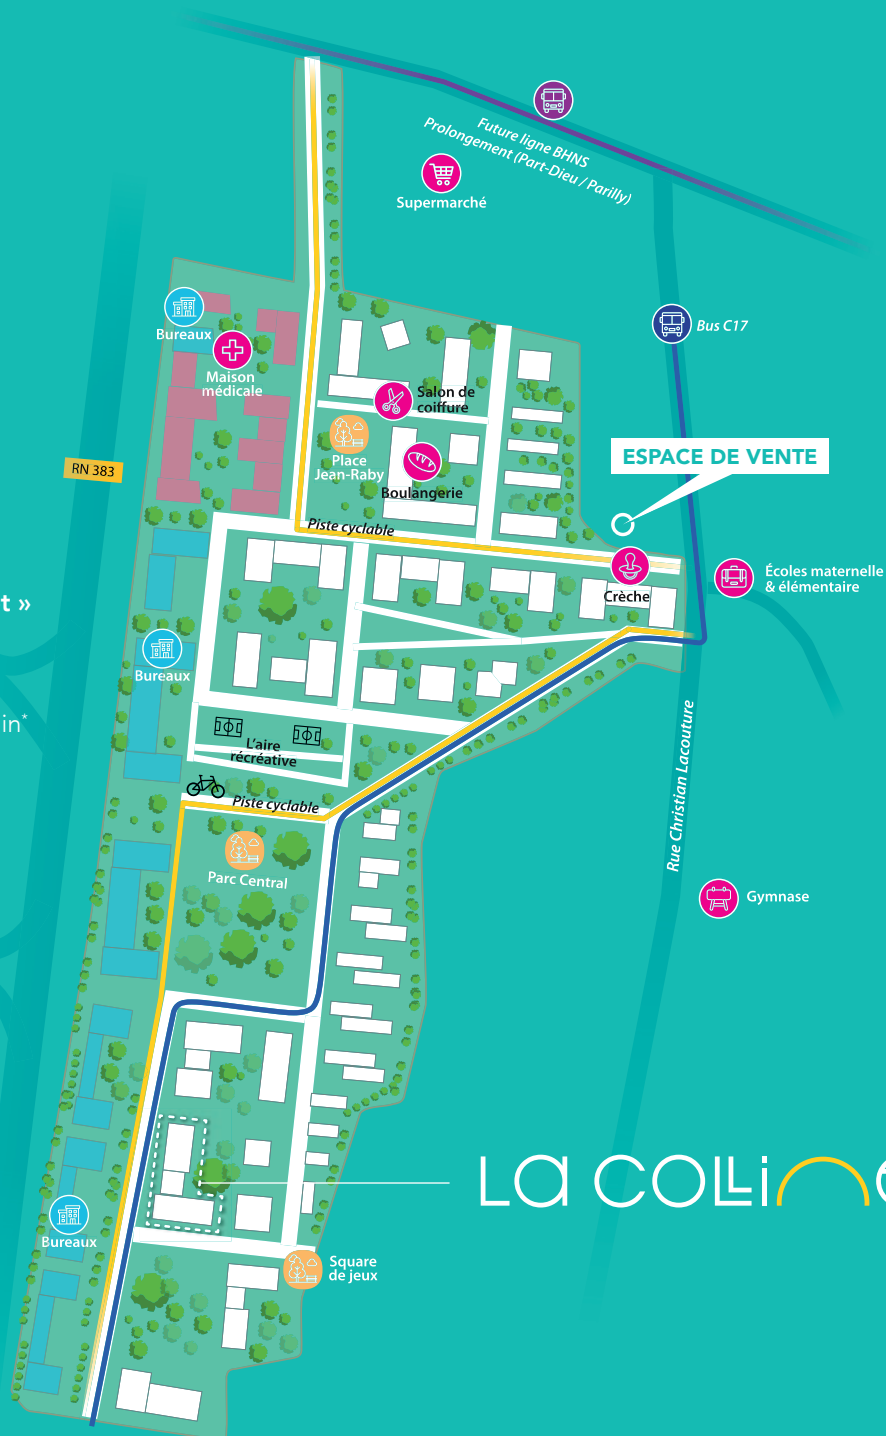 Future ligne BHNS
Prolongement (Part-Dieu / Parilly)
Supermarché
Bus C17
Bureaux
Maison
médicale
Salon de
coiffure
Place
Jean-Raby
Boulangerie
RN 383
ESPACE DE VENTE
Piste cyclable
Crèche
Écoles maternelle
& élémentaire
t »
Bureaux
in*
L'aire
récréative
Piste cyclable
Rue Christian Lacouture
Parc Central
Gymnase
LA COLLiN
Bureaux
Square
de jeux